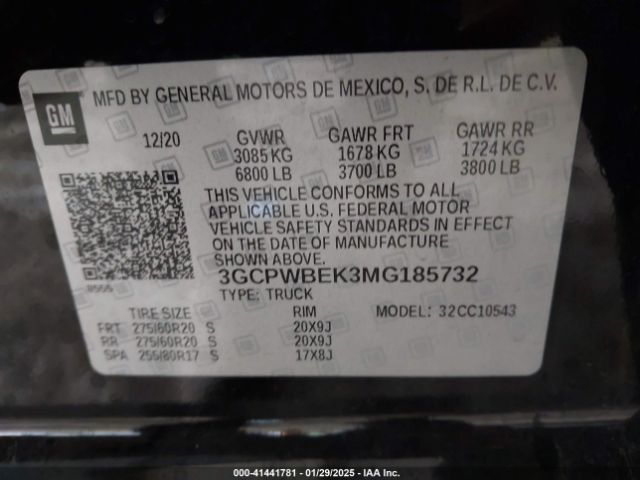 GM
MFD BY GENERAL MOTORS DE MEXICO, S. DE R.L. DE C.V.
12/20 GVWR GAWR FRT GAWR RR
3085 KG 1678 KG 1724 KG
6800 LB 3700 LB 3800 LB
THIS VEHICLE CONFORMS TO ALL
APPLICABLE U.S. FEDERAL MOTOR
VEHICLE SAFETY STANDARDS IN EFFECT
ON THE DATE OF MANUFACTURE
SHOWN ABOVE.
3GCPWBEK3MG185732
TYPE: TRUCK
TIRE SIZE RIM MODEL: 32CC10543
FRT 275/60R20 S 20X9J
RR 275/60R20 S 20X9J
SPA 255/80R17 S 17X8J
000-41441781 - 01/29/2025 - IAA Inc.